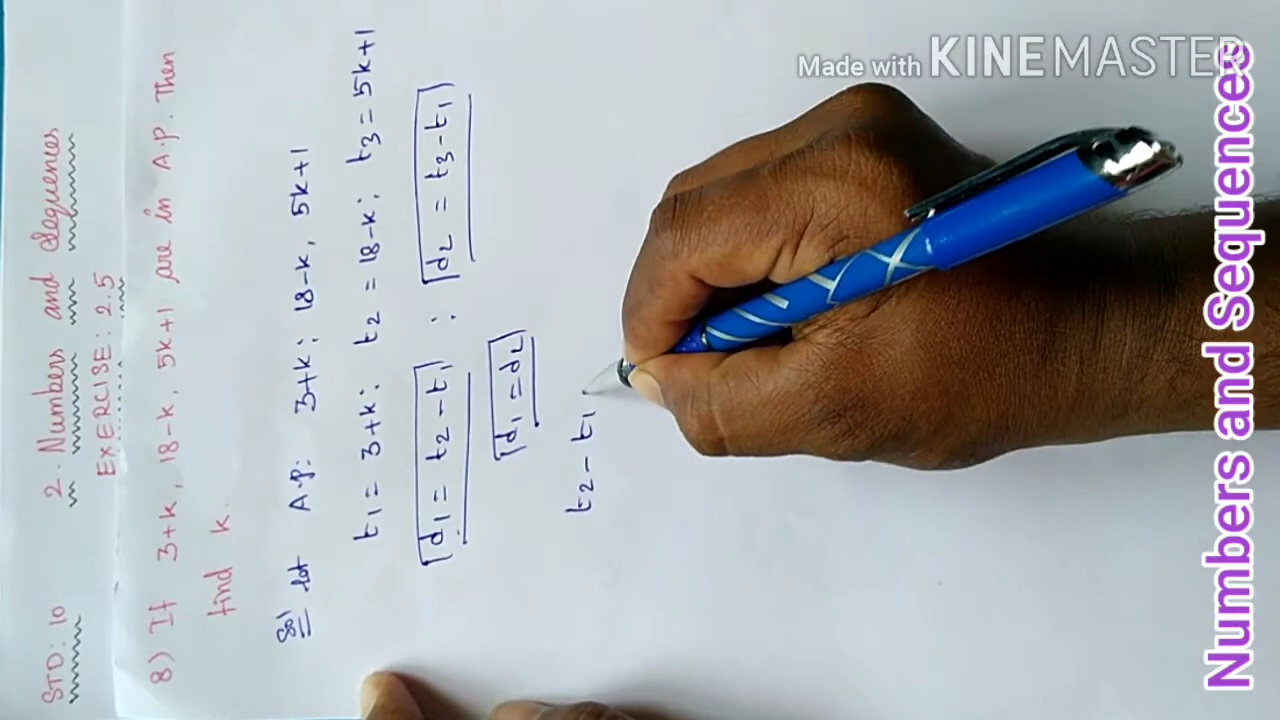 STD: 10 2. Numbers and Sequences
EXERCISE: 2.5
8) If 3+k, 18-k, 5k+1 are in A.P. Then
find k.
Sol let A.P: 3+k; 18-k, 5k+1
t₁ = 3+k; t₂ = 18-k; t₃ = 5k+1
d₁ = t₂ - t₁ ; d₂ = t₃ - t₁
d₁ = d₂
t₂ - t₁
Made with KINEMASTER
Numbers and Sequences